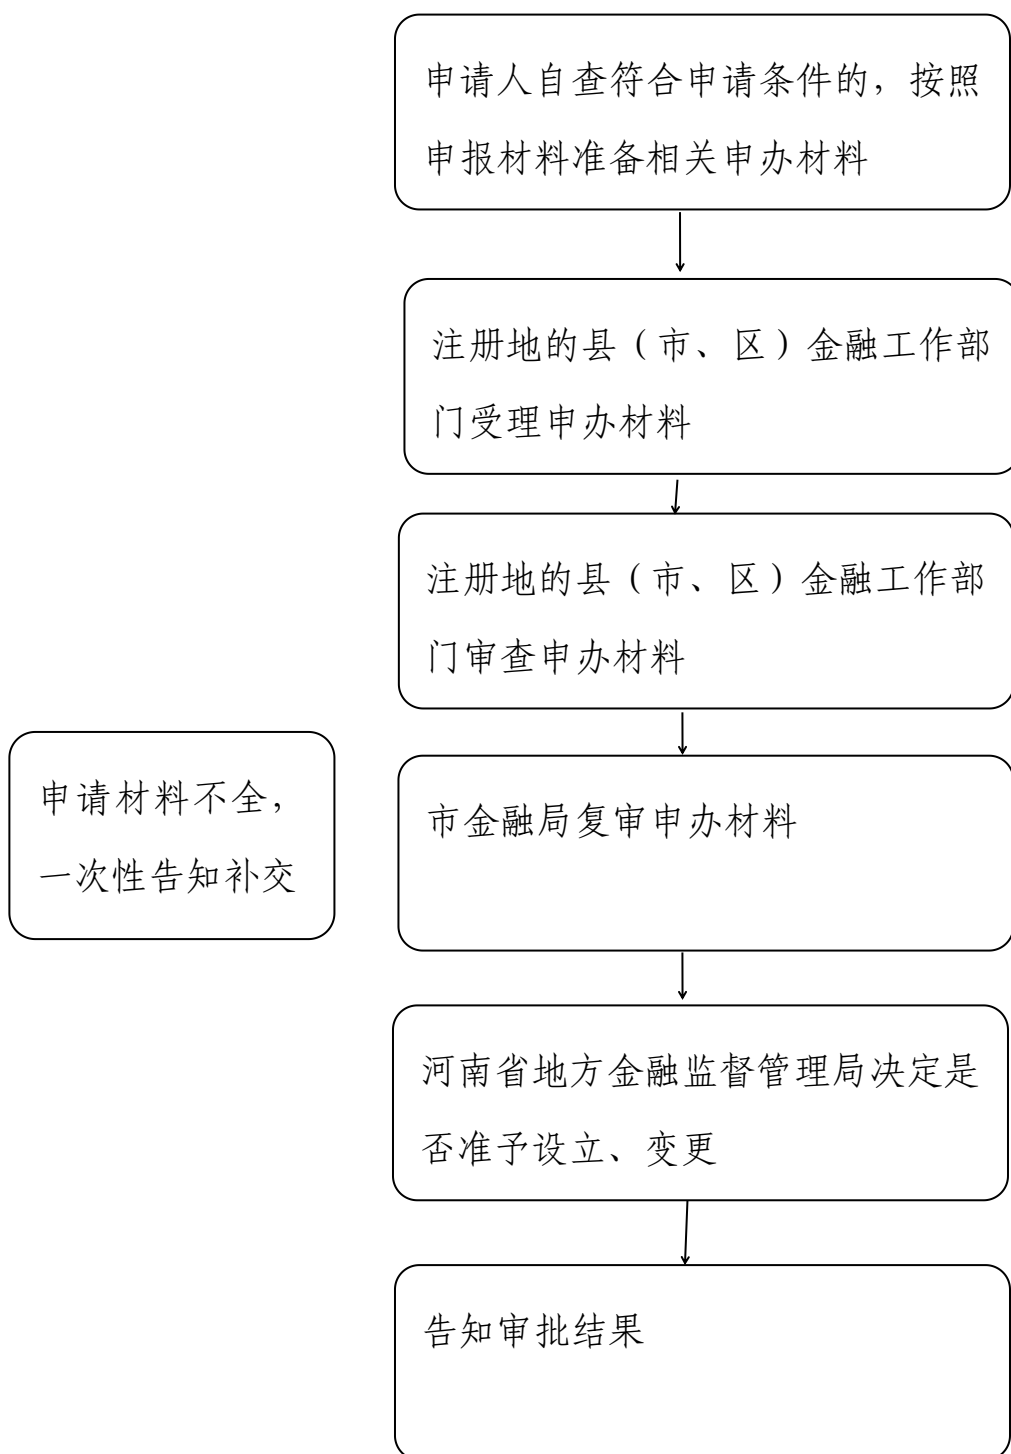 申请人自查符合申请条件的，按照
申报材料准备相关申办材料
注册地的县（市、区）金融工作部
门受理申办材料
注册地的县（市、区）金融工作部
门审查申办材料
申请材料不全，
一次性告知补交
市金融局复审申办材料
河南省地方金融监督管理局决定是
否准予设立、变更
告知审批结果